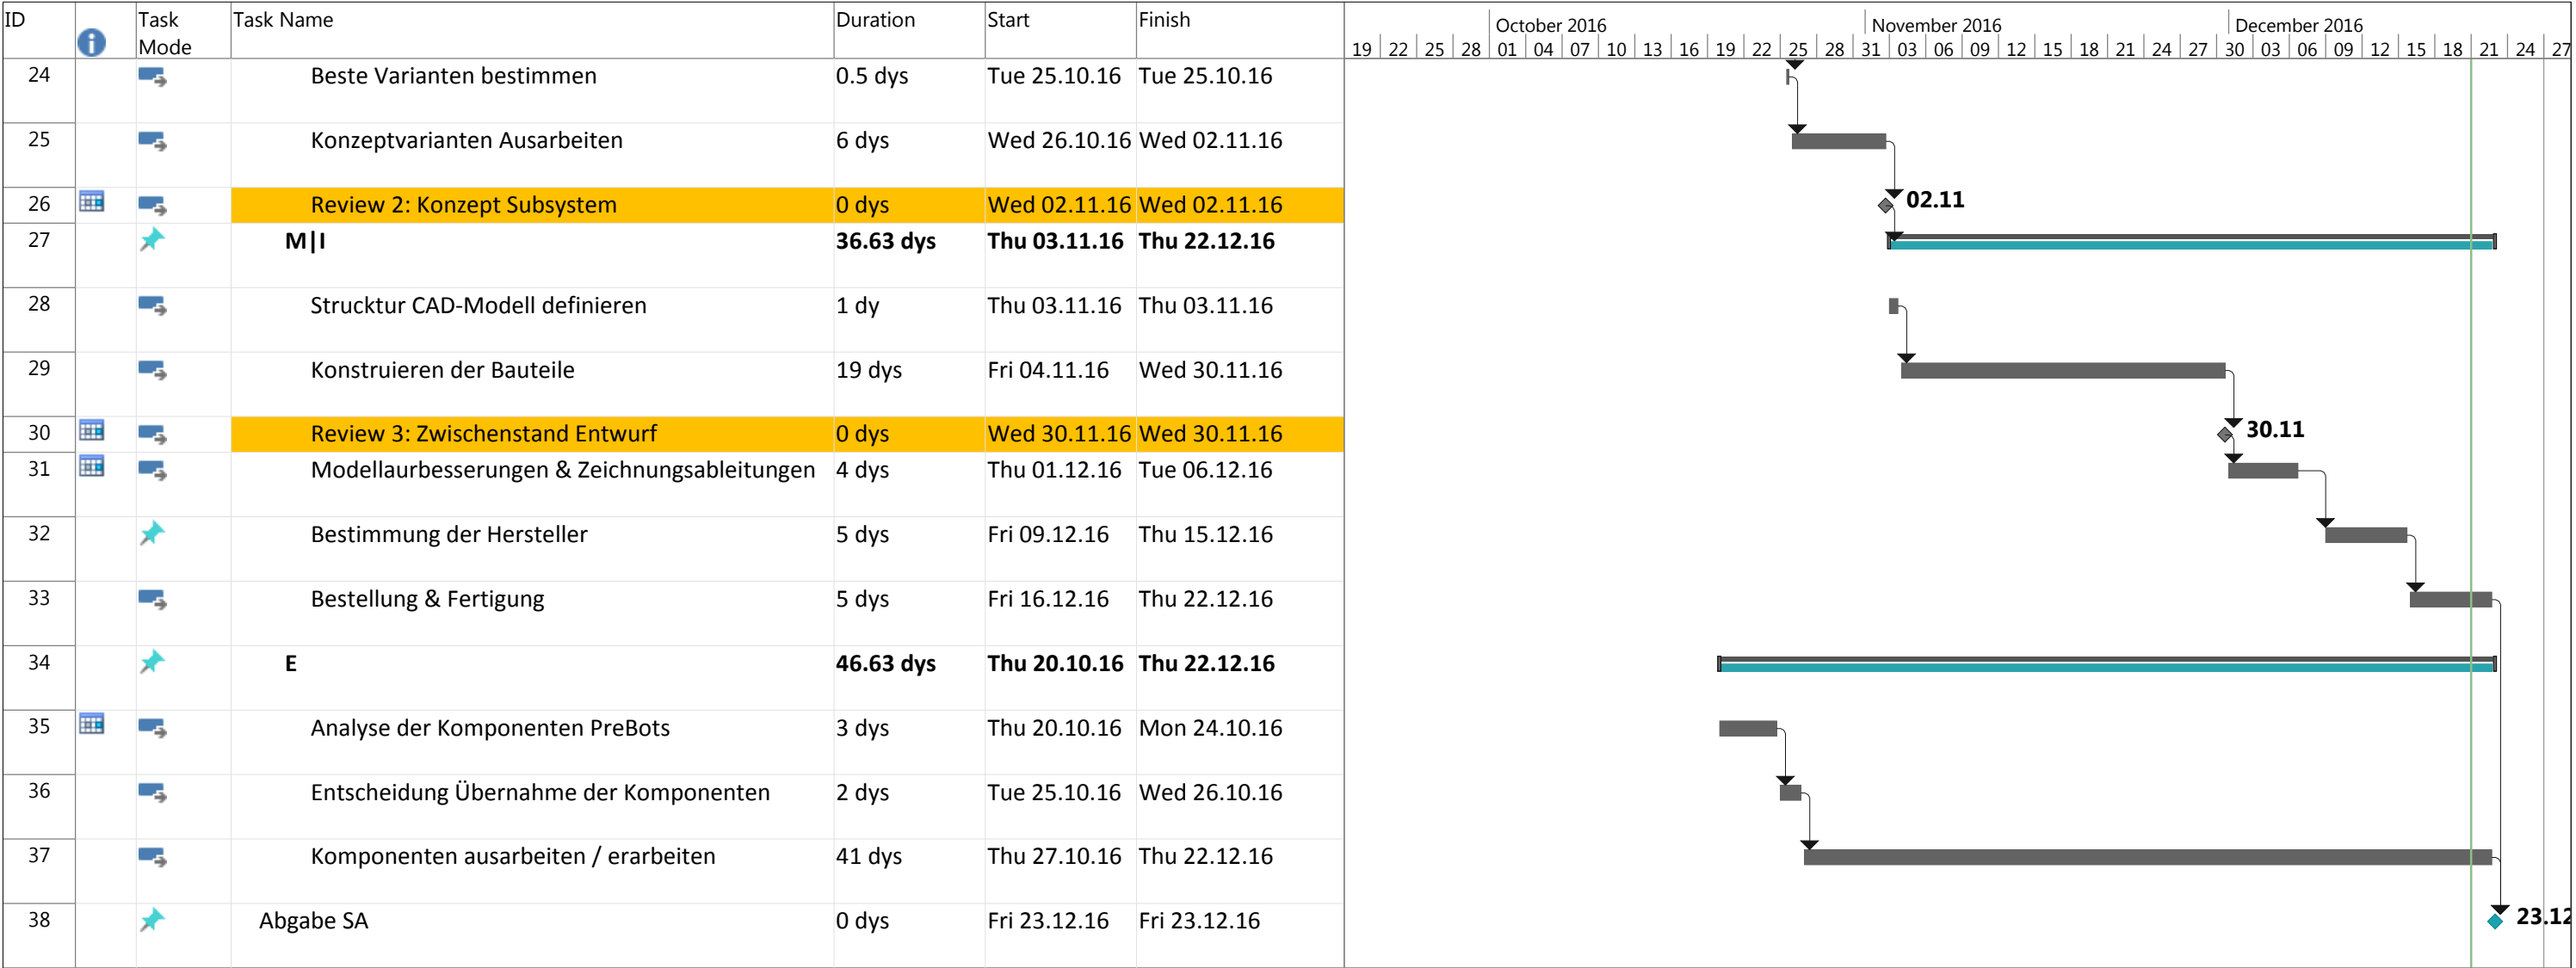 ID Task Mode Task Name Duration Start Finish
October 2016 November 2016 December 2016
19 22 25 28 01 04 07 10 13 16 19 22 25 28 31 03 06 09 12 15 18 21 24 27 30 03 06 09 12 15 18 21 24 27
24 Beste Varianten bestimmen 0.5 dys Tue 25.10.16 Tue 25.10.16
25 Konzeptvarianten Ausarbeiten 6 dys Wed 26.10.16 Wed 02.11.16
26 Review 2: Konzept Subsystem 0 dys Wed 02.11.16 Wed 02.11.16 02.11
27 M|I 36.63 dys Thu 03.11.16 Thu 22.12.16
28 Strucktur CAD-Modell definieren 1 dy Thu 03.11.16 Thu 03.11.16
29 Konstruieren der Bauteile 19 dys Fri 04.11.16 Wed 30.11.16
30 Review 3: Zwischenstand Entwurf 0 dys Wed 30.11.16 Wed 30.11.16 30.11
31 Modellaurbesserungen & Zeichnungsableitungen 4 dys Thu 01.12.16 Tue 06.12.16
32 Bestimmung der Hersteller 5 dys Fri 09.12.16 Thu 15.12.16
33 Bestellung & Fertigung 5 dys Fri 16.12.16 Thu 22.12.16
34 E 46.63 dys Thu 20.10.16 Thu 22.12.16
35 Analyse der Komponenten PreBots 3 dys Thu 20.10.16 Mon 24.10.16
36 Entscheidung Übernahme der Komponenten 2 dys Tue 25.10.16 Wed 26.10.16
37 Komponenten ausarbeiten / erarbeiten 41 dys Thu 27.10.16 Thu 22.12.16
38 Abgabe SA 0 dys Fri 23.12.16 Fri 23.12.16 23.12